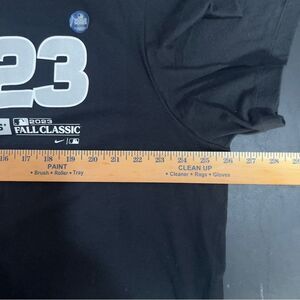 23
S'
2023
FALL CLASSIC
16 17 18 19 20 21 22 23 24 25 26 27 28 29
PAINT
• Brush • Roller • Tray
CLEAN UP
• Cleaner • Rags • Gloves